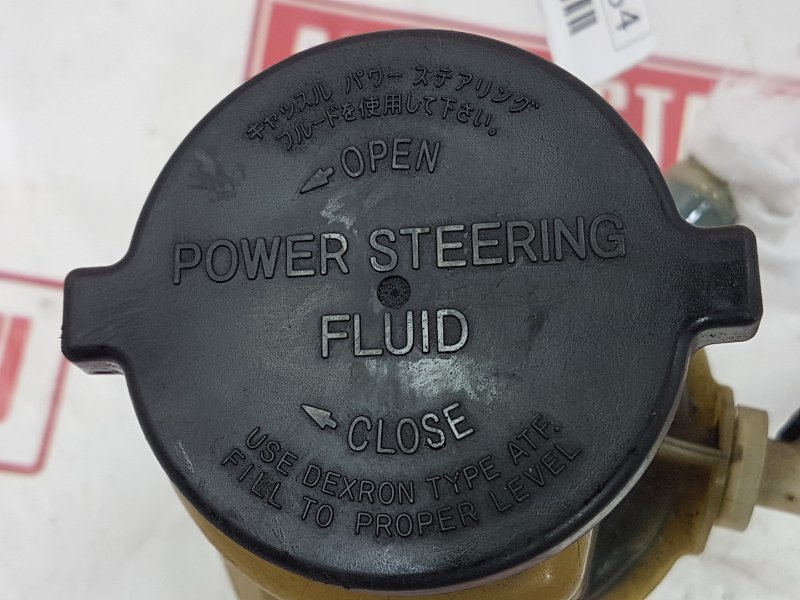 キャッスル パワーステアリング
フルードを使用して下さい。
OPEN
POWER STEERING
FLUID
CLOSE
USE DEXRON TYPE ATF.
FILL TO PROPER LEVEL